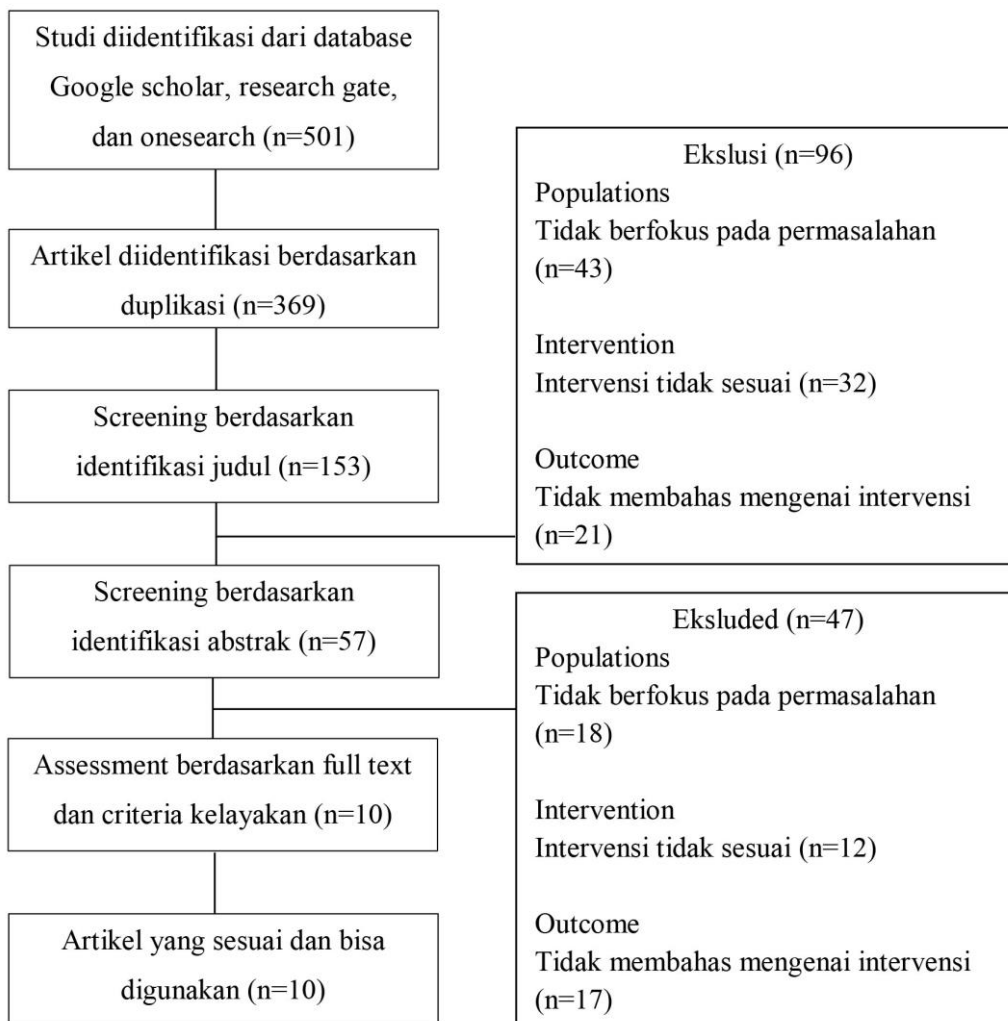 Studi diidentifikasi dari database
Google scholar, research gate,
dan onesearch (n=501)
Artikel diidentifikasi berdasarkan
duplikasi (n=369)
Screening berdasarkan
identifikasi judul (n=153)
Ekslusi (n=96)
Populations
Tidak berfokus pada permasalahan
(n=43)
Intervention
Intervensi tidak sesuai (n=32)
Outcome
Tidak membahas mengenai intervensi
(n=21)
Screening berdasarkan
identifikasi abstrak (n=57)
Eksluded (n=47)
Populations
Tidak berfokus pada permasalahan
(n=18)
Intervention
Intervensi tidak sesuai (n=12)
Outcome
Tidak membahas mengenai intervensi
(n=17)
Assessment berdasarkan full text
dan criteria kelayakan (n=10)
Artikel yang sesuai dan bisa
digunakan (n=10)